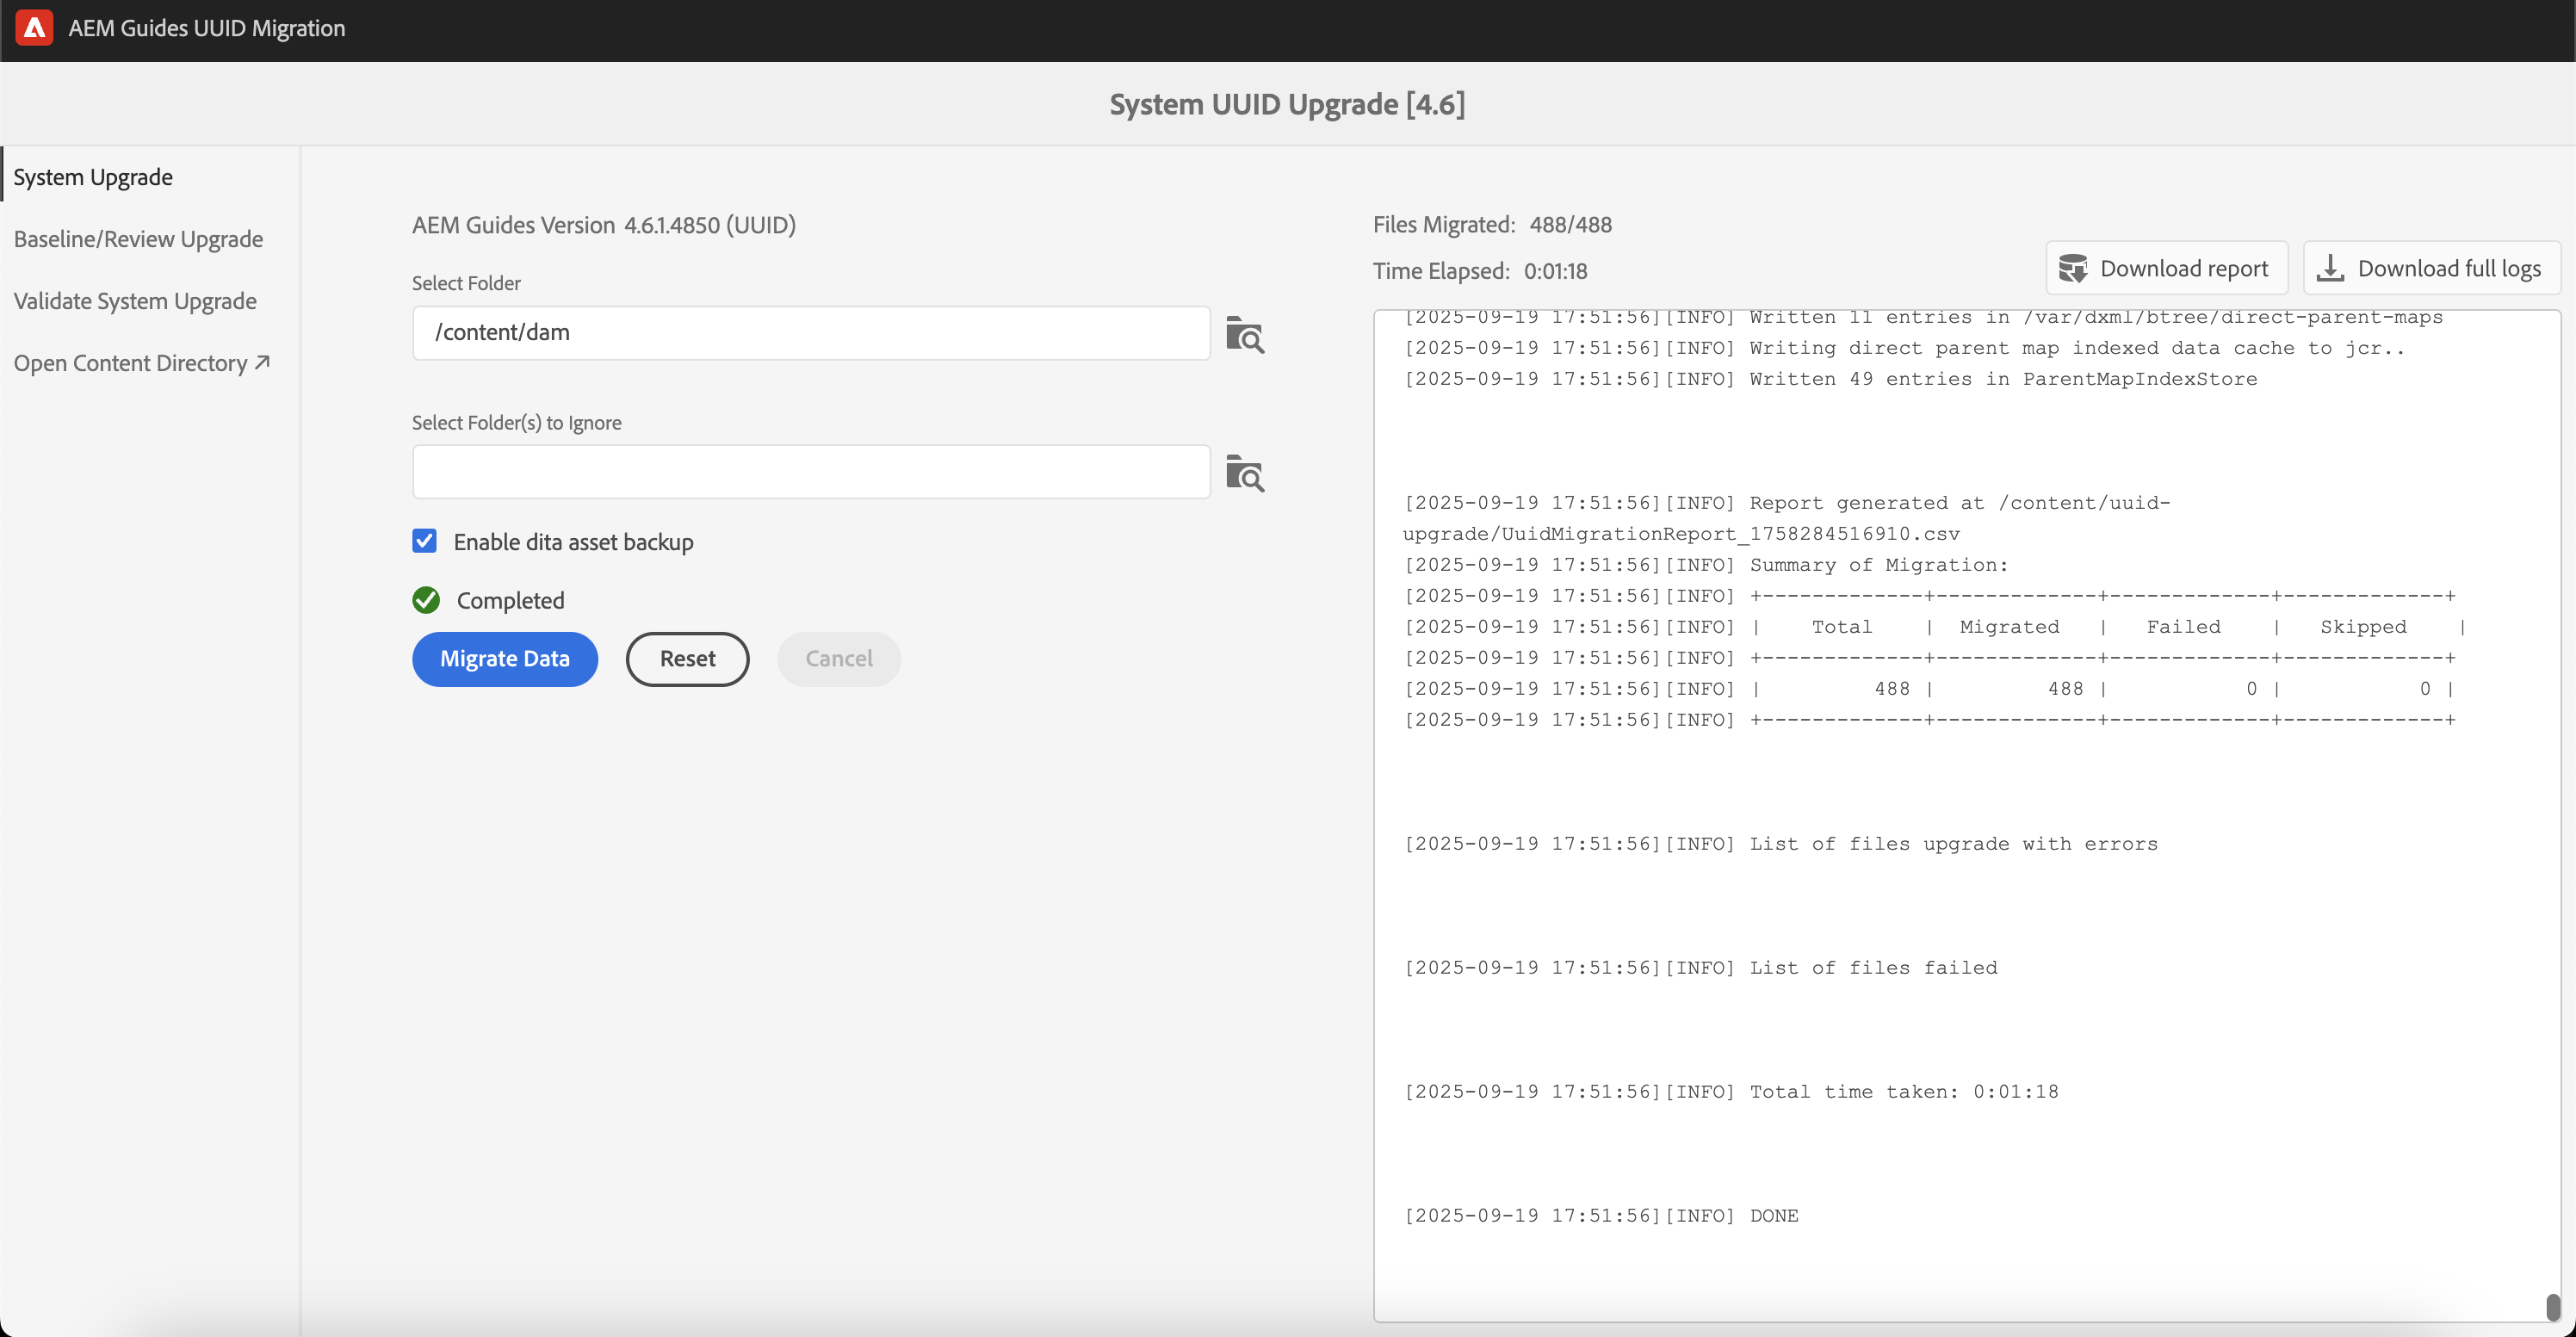 AEM Guides UUID Migration
System UUID Upgrade [4.6]
System Upgrade
Baseline/Review Upgrade
Validate System Upgrade
Open Content Directory
AEM Guides Version 4.6.1.4850 (UUID)
Select Folder
/content/dam
Select Folder(s) to Ignore
Enable dita asset backup
Completed
Migrate Data
Reset
Cancel
Files Migrated: 488/488
Time Elapsed: 0:01:18
Download report
Download full logs
[2025-09-19 17:51:56][INFO] Written 11 entries in /var/dxml/btree/direct-parent-maps
[2025-09-19 17:51:56][INFO] Writing direct parent map indexed data cache to jcr..
[2025-09-19 17:51:56][INFO] Written 49 entries in ParentMapIndexStore
[2025-09-19 17:51:56][INFO] Report generated at /content/uuid-
upgrade/UuidMigrationReport_1758284516910.csv
[2025-09-19 17:51:56][INFO] Summary of Migration:
[2025-09-19 17:51:56][INFO] +-------------+-------------+-------------+-------------+
[2025-09-19 17:51:56][INFO] |    Total    |  Migrated   |   Failed    |   Skipped    |
[2025-09-19 17:51:56][INFO] +-------------+-------------+-------------+-------------+
[2025-09-19 17:51:56][INFO] |         488 |         488 |           0 |           0 |
[2025-09-19 17:51:56][INFO] +-------------+-------------+-------------+-------------+
[2025-09-19 17:51:56][INFO] List of files upgrade with errors
[2025-09-19 17:51:56][INFO] List of files failed
[2025-09-19 17:51:56][INFO] Total time taken: 0:01:18
[2025-09-19 17:51:56][INFO] DONE